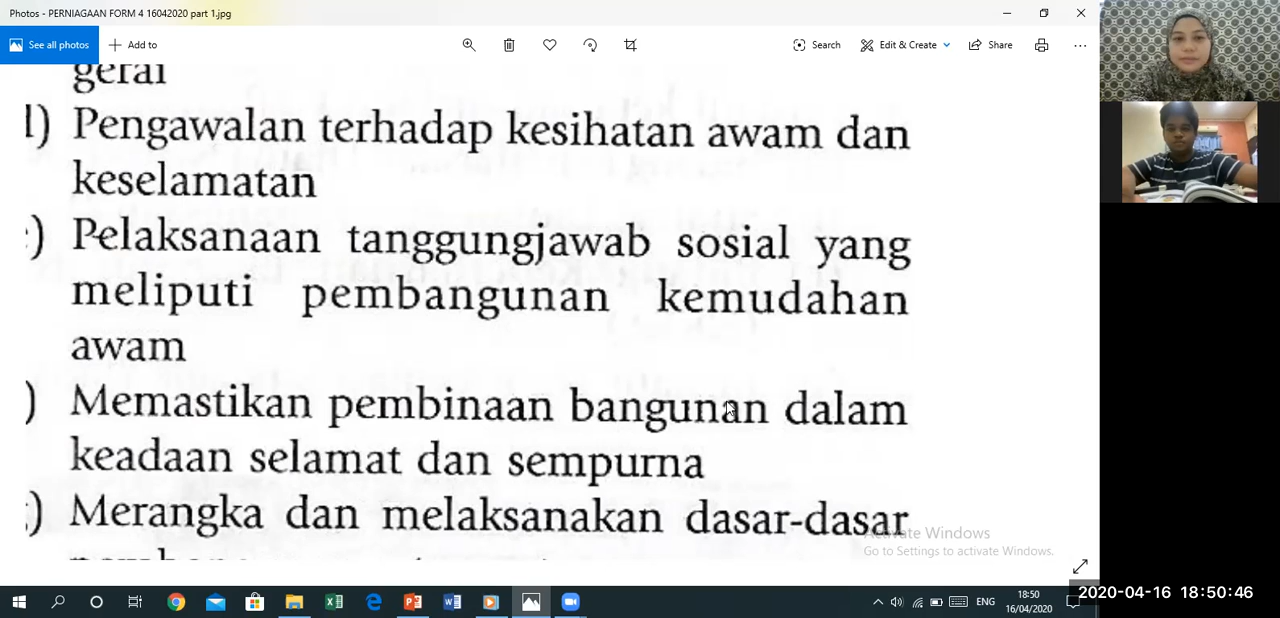 Photos - PERNIAGAAN FORM 4 16042020 part 1.jpg
See all photos
Add to
Search
Edit & Create
Share
gerai
) Pengawalan terhadap kesihatan awam dan
keselamatan
) Pelaksanaan tanggungjawab sosial yang
meliputi pembangunan kemudahan
awam
) Memastikan pembinaan bangunan dalam
keadaan selamat dan sempurna
) Merangka dan melaksanakan dasar-dasar
Activate Windows
Go to Settings to activate Windows.
ENG
18:50
16/04/2020
2020-04-16 18:50:46